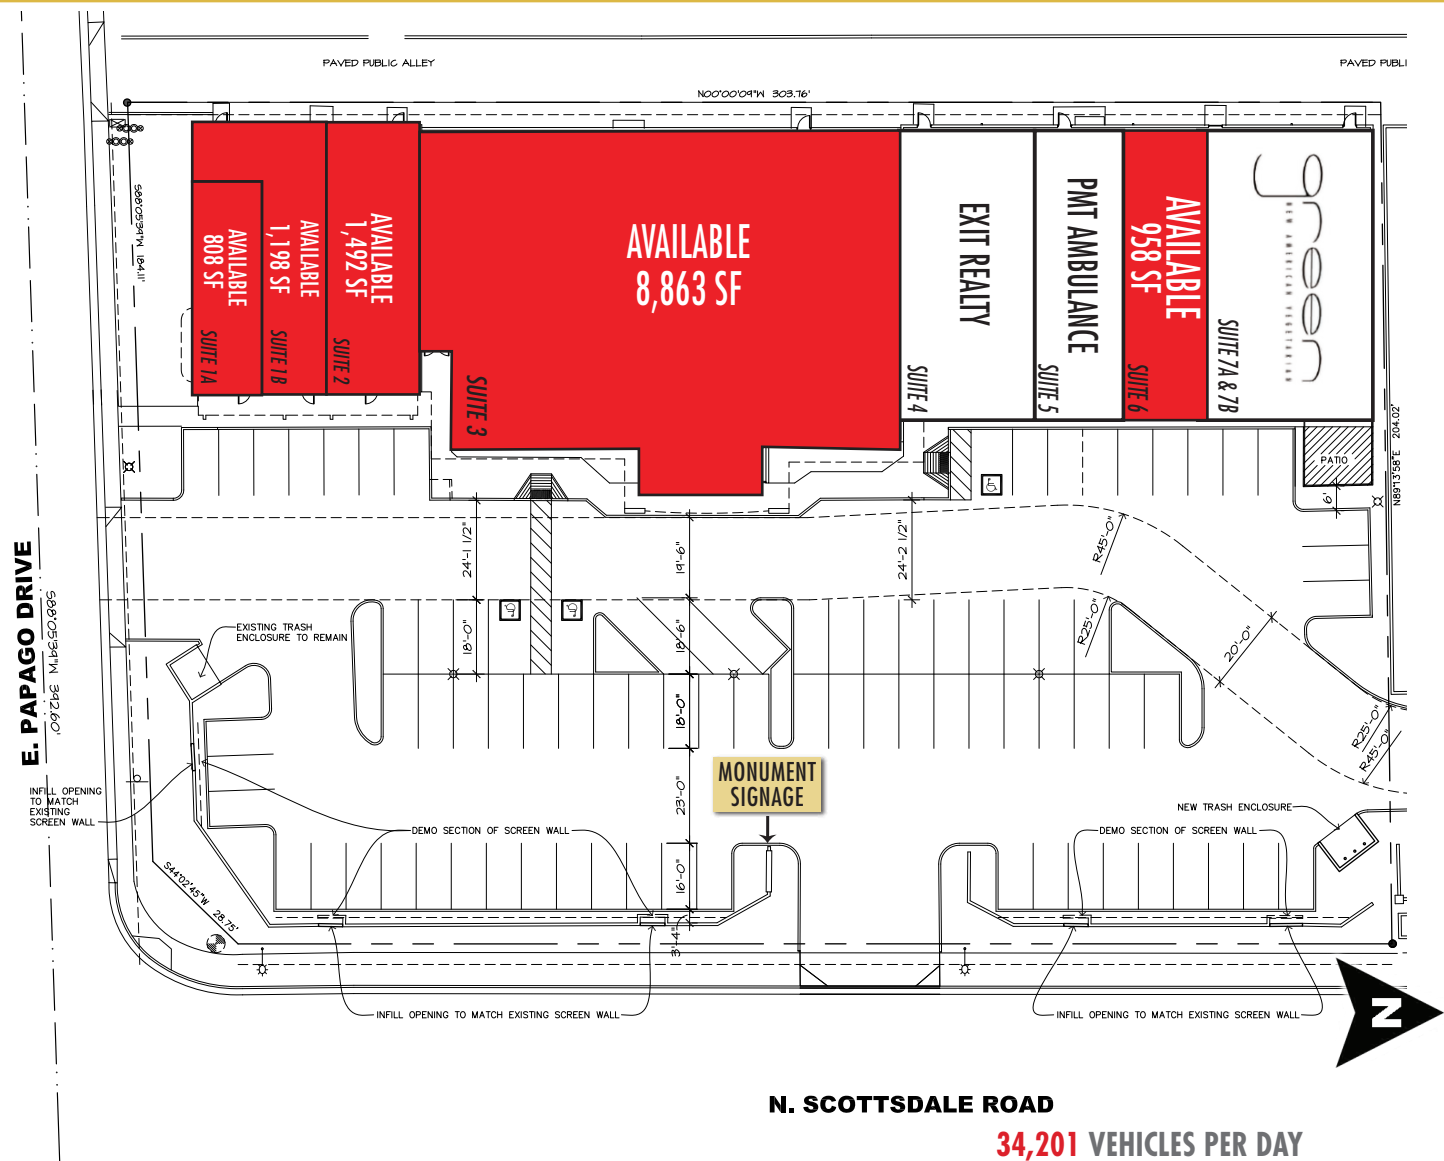 PAVED PUBLIC ALLEY
PAVED PUBLI
N00°00'09"W 303.76'
S88°05'39"W 184.11'
AVAILABLE
808 SF
SUITE 1A
AVAILABLE
1,198 SF
SUITE 1B
AVAILABLE
1,492 SF
SUITE 2
AVAILABLE
8,863 SF
SUITE 3
EXIT REALTY
SUITE 4
PMT AMBULANCE
SUITE 5
AVAILABLE
958 SF
SUITE 6
green
NEW AMERICAN VEGETARIAN
SUITE 7A & 7B
PATIO
6'
N89°13'58"E 204.02'
24'-1 1/2"
19'-6"
24'-2 1/2"
R45'-0"
R25'-0"
20'-0"
R25'-0"
R45'-0"
18'-0"
18'-6"
18'-0"
23'-0"
16'-0"
3'-4"
E. PAPAGO DRIVE
S88°05'39"W 392.60'
EXISTING TRASH
ENCLOSURE TO REMAIN
INFILL OPENING
TO MATCH
EXISTING
SCREEN WALL
S44°02'45"W 28.75'
DEMO SECTION OF SCREEN WALL
MONUMENT
SIGNAGE
NEW TRASH ENCLOSURE
DEMO SECTION OF SCREEN WALL
INFILL OPENING TO MATCH EXISTING SCREEN WALL
INFILL OPENING TO MATCH EXISTING SCREEN WALL
N
N. SCOTTSDALE ROAD
34,201 VEHICLES PER DAY